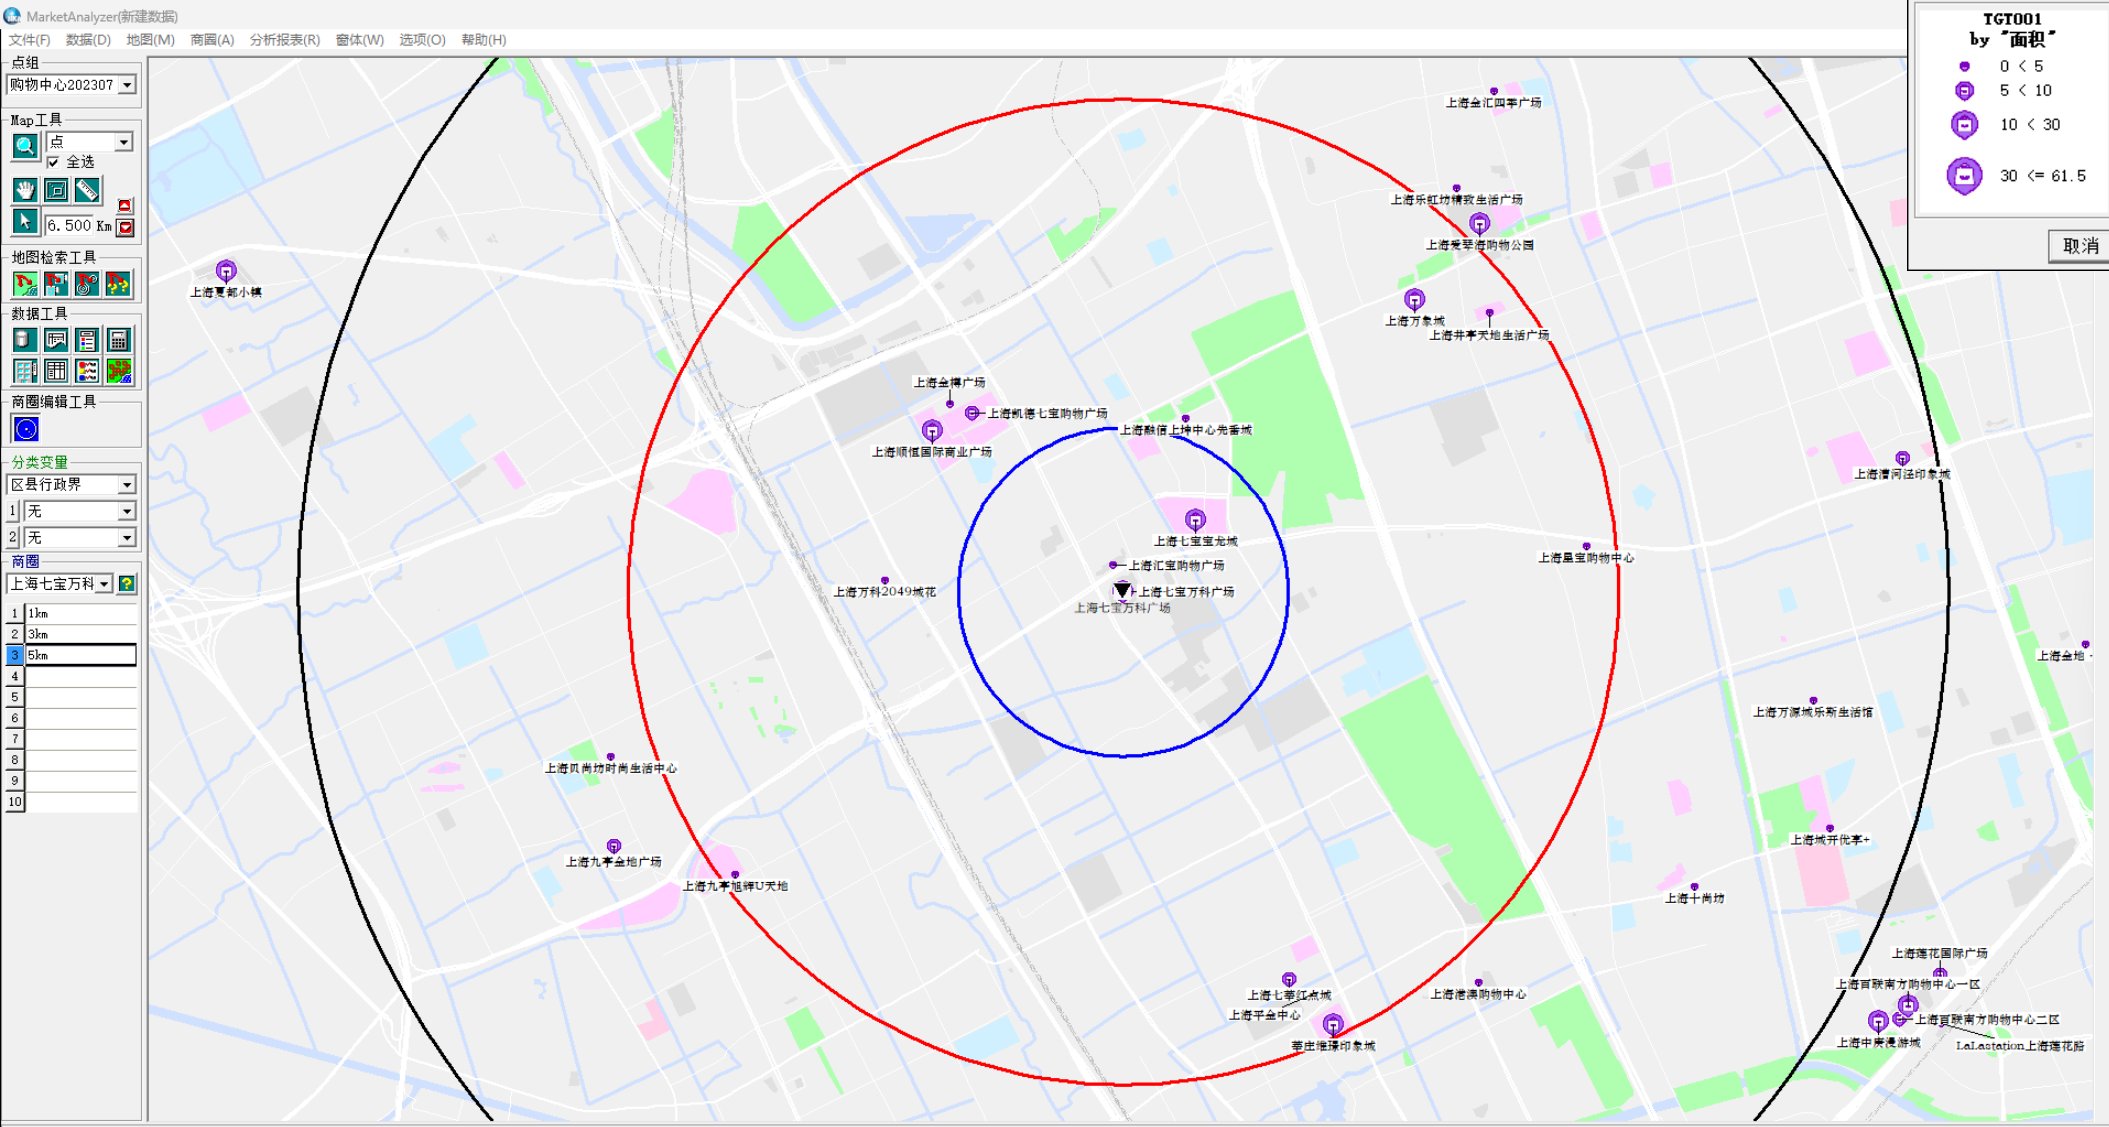 MarketAnalyzer(新建数据)
文件(F) 数据(D) 地图(M) 商圈(A) 分析报表(R) 窗体(W) 选项(O) 帮助(H)
点组
购物中心202307
Map工具
点
全选
6.500 Km
地图检索工具
数据工具
商圈编辑工具
分类变量
区县行政界
1 无
2 无
商圈
上海七宝万科
1 1km
2 3km
3 5km
4
5
6
7
8
9
10
TGT001
by "面积"
0 < 5
5 < 10
10 < 30
30 <= 61.5
取消
上海金汇四季广场
上海乐虹坊精致生活广场
上海爱琴海购物公园
上海夏都小镇
上海万象城
上海井亭天地生活广场
上海金樽广场
上海凯德七宝购物广场
上海融信上坤中心先番城
上海顺恒国际商业广场
上海漕河泾印象城
上海七宝宝龙城
上海星宝购物中心
上海汇宝购物广场
上海万科2049城花
上海七宝万科广场
上海七宝万科广场
上海金地
上海万源城乐斯生活馆
上海贝尚坊时尚生活中心
上海城开优享+
上海九亭金地广场
上海九亭旭辉U天地
上海十尚坊
上海莲花国际广场
上海百联南方购物中心一区
上海七莘红点城
上海港澳购物中心
上海平金中心
上海百联南方购物中心二区
上海中庚漫游城
LaLastation上海莲花路
莘庄维璟印象城